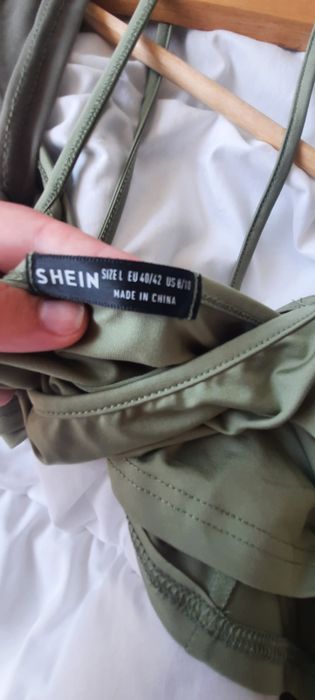 SHEIN SIZE L EU 40/42 US 8/10
MADE IN CHINA